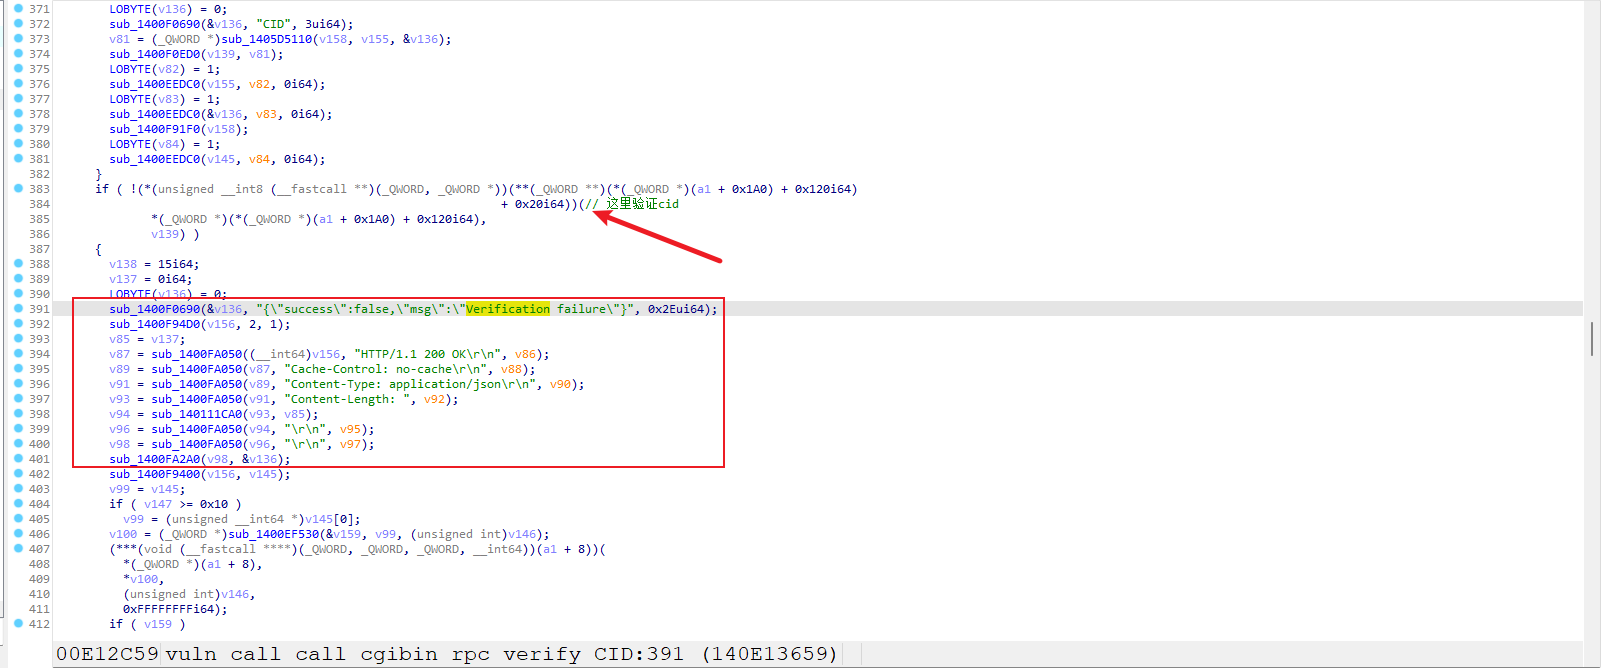 371 LOBYTE(v136) = 0;
372 sub_1400F0690(&v136, "CID", 3ui64);
373 v81 = (_QWORD *)sub_1405D5110(v158, v155, &v136);
374 sub_1400F0ED0(v139, v81);
375 LOBYTE(v82) = 1;
376 sub_1400EEDC0(v155, v82, 0i64);
377 LOBYTE(v83) = 1;
378 sub_1400EEDC0(&v136, v83, 0i64);
379 sub_1400F91F0(v158);
380 LOBYTE(v84) = 1;
381 sub_1400EEDC0(v145, v84, 0i64);
382 }
383 if ( !(*(unsigned __int8 (__fastcall **)(_QWORD, _QWORD *))(**(_QWORD **)(*(_QWORD *)(a1 + 0x1A0) + 0x120i64)
384 + 0x20i64))(// 这里验证cid
385 *(_QWORD *)(*(_QWORD *)(a1 + 0x1A0) + 0x120i64),
386 v139) )
387 {
388 v138 = 15i64;
389 v137 = 0i64;
390 LOBYTE(v136) = 0;
391 sub_1400F0690(&v136, "{\"success\":false,\"msg\":\"Verification failure\"}", 0x2Eui64);
392 sub_1400F94D0(v156, 2, 1);
393 v85 = v137;
394 v87 = sub_1400FA050((__int64)v156, "HTTP/1.1 200 OK\r\n", v86);
395 v89 = sub_1400FA050(v87, "Cache-Control: no-cache\r\n", v88);
396 v91 = sub_1400FA050(v89, "Content-Type: application/json\r\n", v90);
397 v93 = sub_1400FA050(v91, "Content-Length: ", v92);
398 v94 = sub_140111CA0(v93, v85);
399 v96 = sub_1400FA050(v94, "\r\n", v95);
400 v98 = sub_1400FA050(v96, "\r\n", v97);
401 sub_1400FA2A0(v98, &v136);
402 sub_1400F9400(v156, v145);
403 v99 = v145;
404 if ( v147 >= 0x10 )
405 v99 = (unsigned __int64 *)v145[0];
406 v100 = (_QWORD *)sub_1400EF530(&v159, v99, (unsigned int)v146);
407 (***(void (__fastcall ****)(_QWORD, _QWORD, _QWORD, __int64))(a1 + 8))(
408 *(_QWORD *)(a1 + 8),
409 *v100,
410 (unsigned int)v146,
411 0xFFFFFFFFi64);
412 if ( v159 )
00E12C59 vuln call call cgibin rpc verify CID:391 (140E13659)